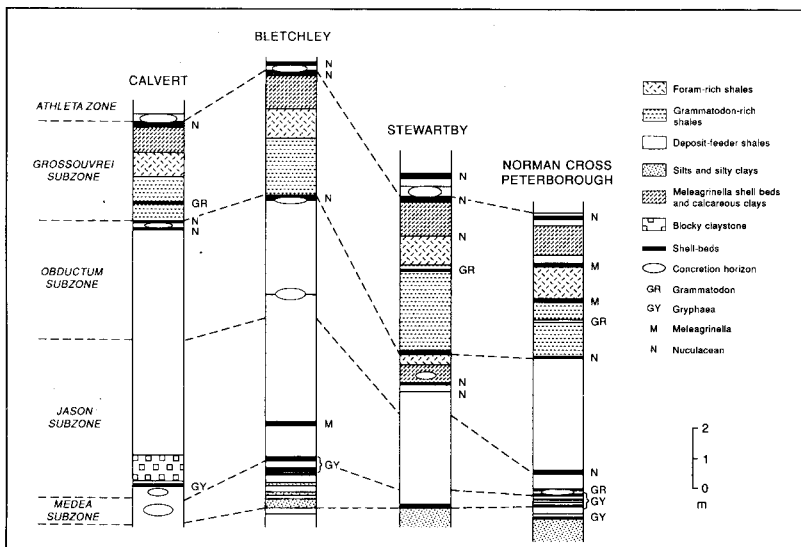 BLETCHLEY
CALVERT
STEWARTBY
NORMAN CROSS
PETERBOROUGH
ATHLETA ZONE
GROSSOUVREI
SUBZONE
OBDUCTUM
SUBZONE
JASON
SUBZONE
MEDEA
SUBZONE
N
GR
N
N
GY
N
N
N
M
GY
N
N
N
GR
N
N
N
M
M
GR
N
N
GR
GY
GY
Foram-rich shales
Grammatodon-rich
shales
Deposit-feeder shales
Silts and silty clays
Meleagrinella shell beds
and calcareous clays
Blocky claystone
Shell-beds
Concretion horizon
GR Grammatodon
GY Gryphaea
M Meleagrinella
N Nuculacean
2
1
0
m